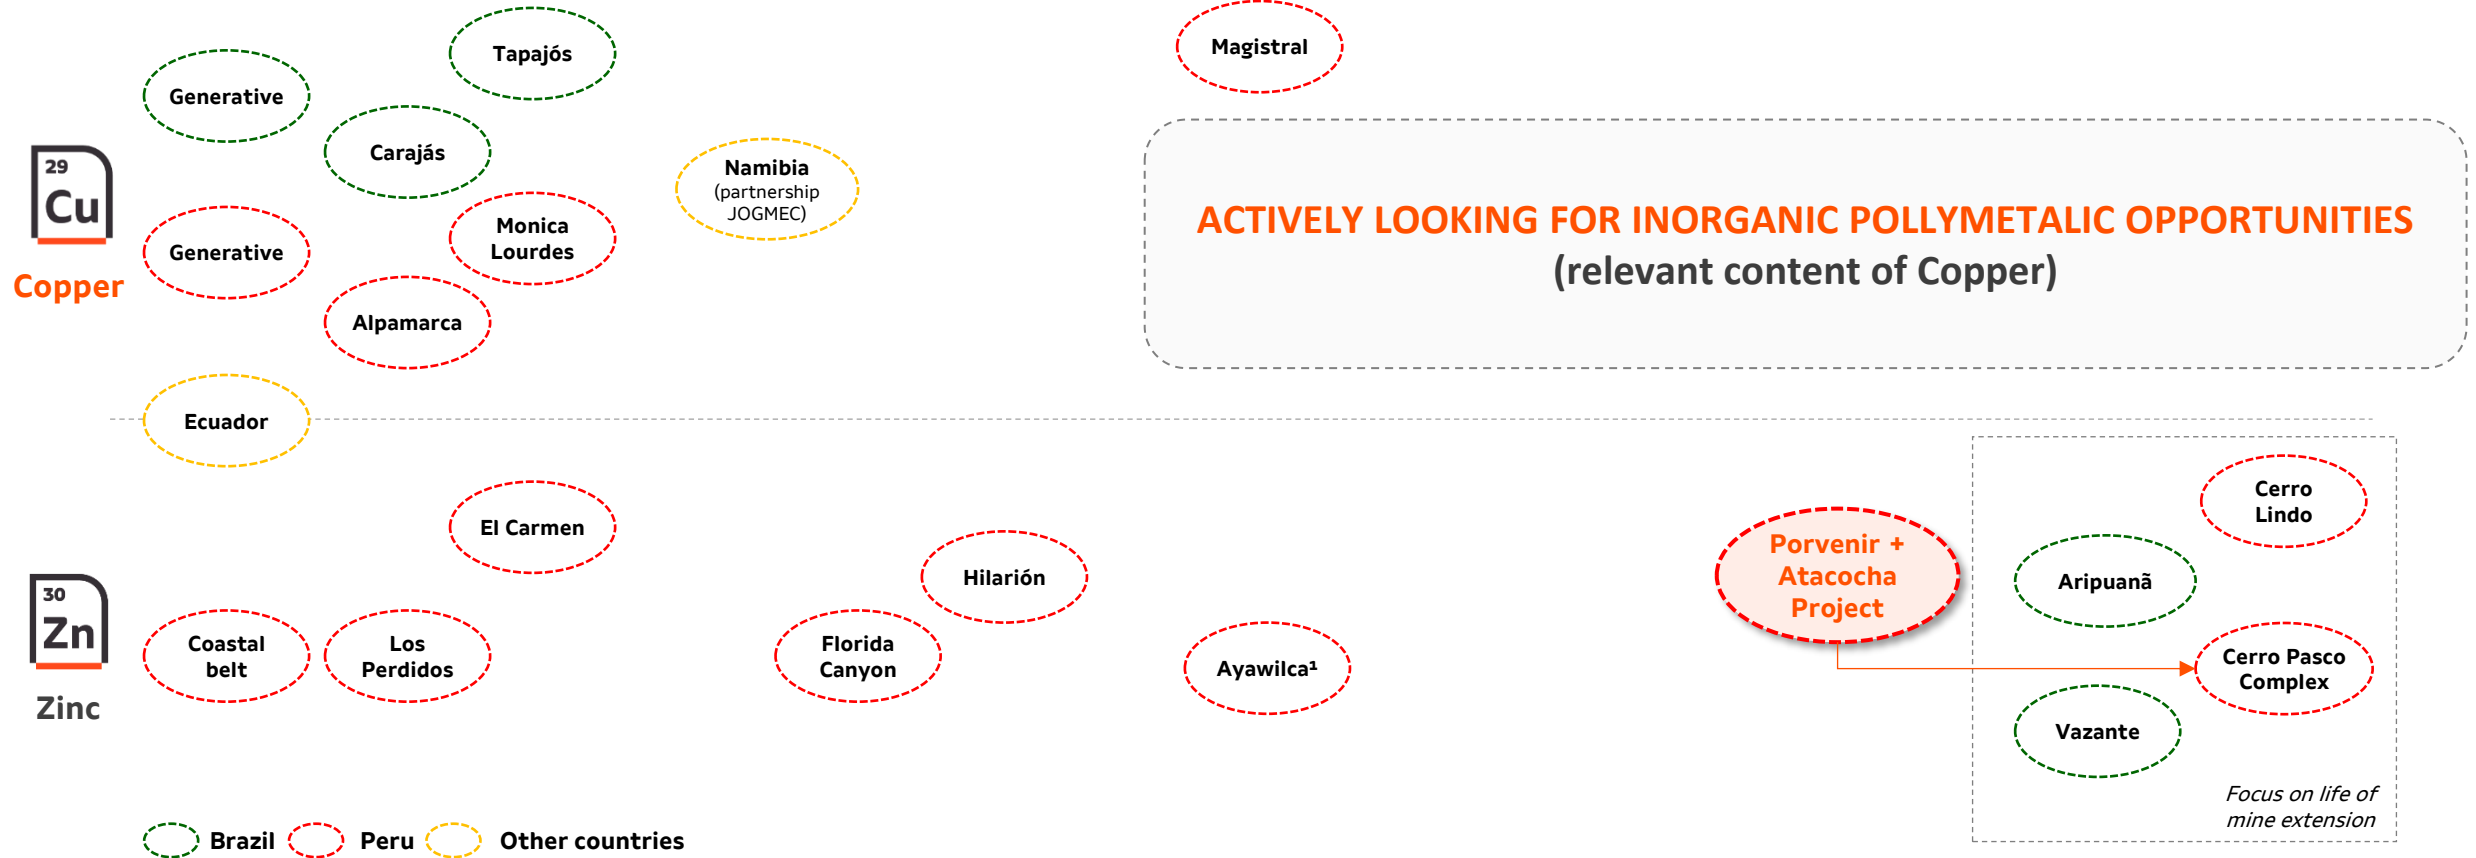 Tapajós
Magistral
Generative
Carajás
29
Cu
Copper
Namibia
(partnership
JOGMEC)
Monica
Lourdes
Generative
Alpamarca
ACTIVELY LOOKING FOR INORGANIC POLLYMETALIC OPPORTUNITIES
(relevant content of Copper)
Ecuador
El Carmen
Cerro
Lindo
Porvenir +
Atacocha
Project
Hilarión
Aripuanã
30
Zn
Zinc
Coastal
belt
Los
Perdidos
Florida
Canyon
Ayawilca¹
Cerro Pasco
Complex
Vazante
Focus on life of
mine extension
Brazil
Peru
Other countries